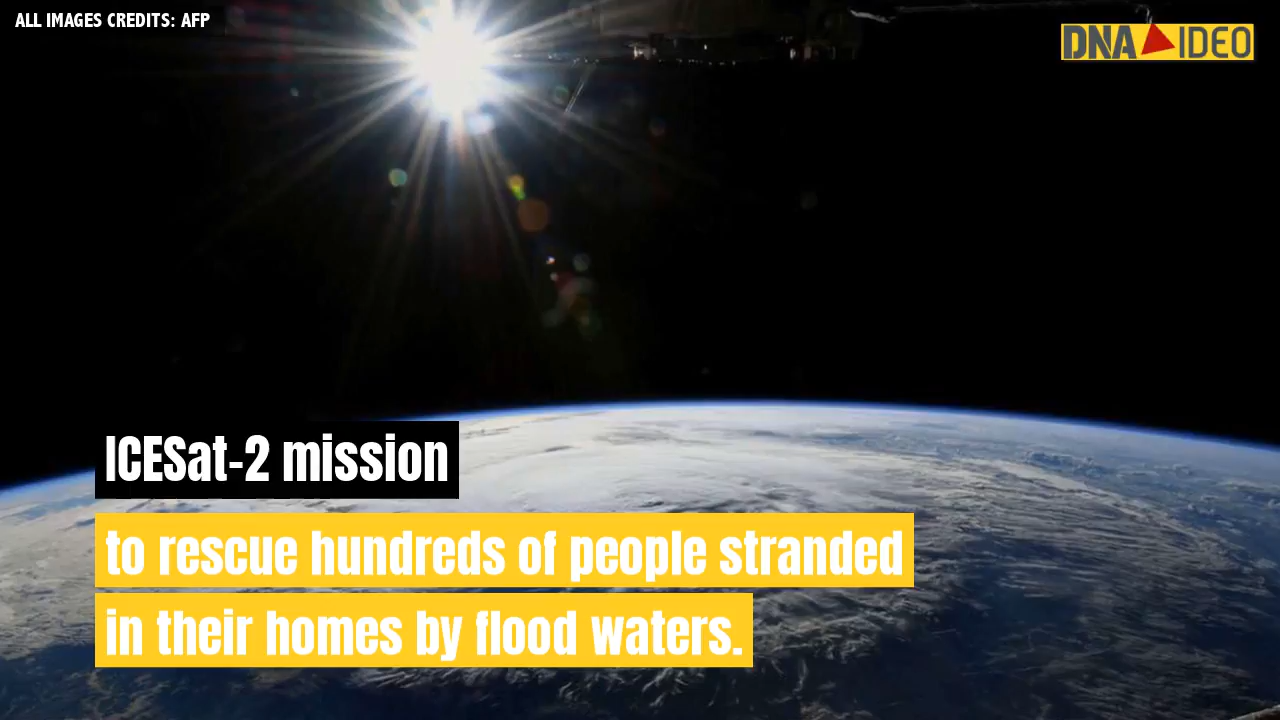 ALL IMAGES CREDITS: AFP
DNA IDEO
ICESat-2 mission
to rescue hundreds of people stranded
in their homes by flood waters.